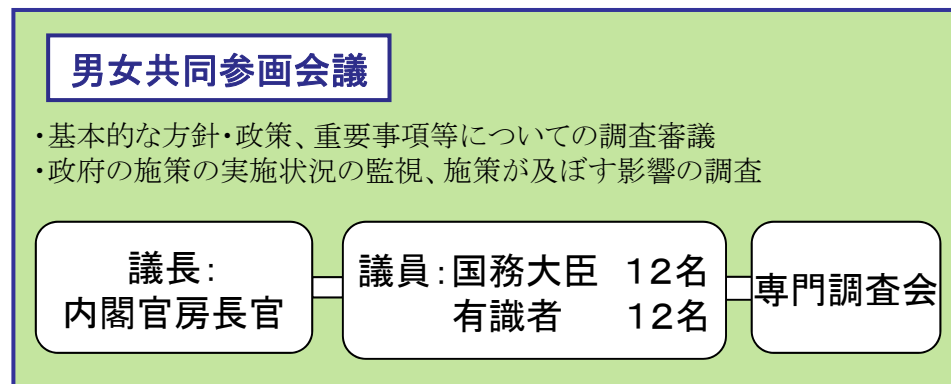 男女共同参画会議
・基本的な方針・政策、重要事項等についての調査審議
・政府の施策の実施状況の監視、施策が及ぼす影響の調査
議長：
内閣官房長官
議員：国務大臣　１２名
有識者　１２名
専門調査会